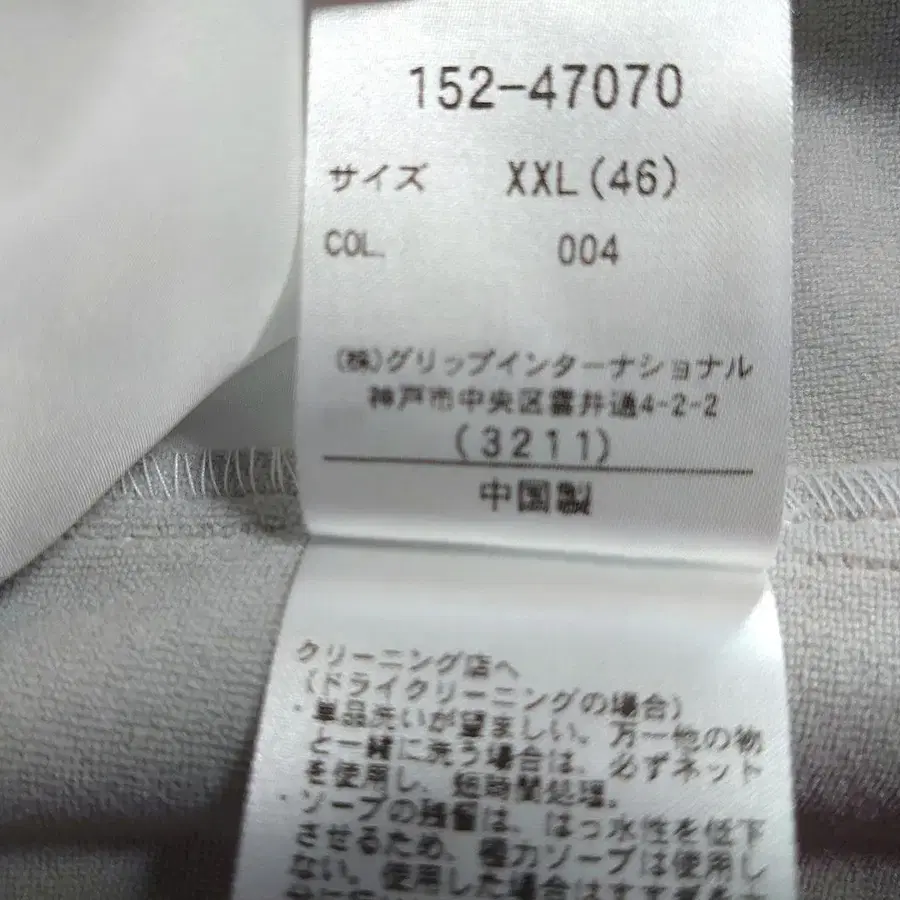 152-47070
サイズ XXL(46)
COL. 004
(株)グリップインターナショナル
神戸市中央区雲井通4-2-2
(3211)
中国製
クリーニング店へ
(ドライクリーニングの場合)
・単品洗いが望ましい。万一他の物
と一緒に洗う場合は、必ずネット
を使用し、短時間処理。
・ソープの残留は、はっ水性を低下
させるため、極力ソープは使用し
ない。使用した場合はすすぎを